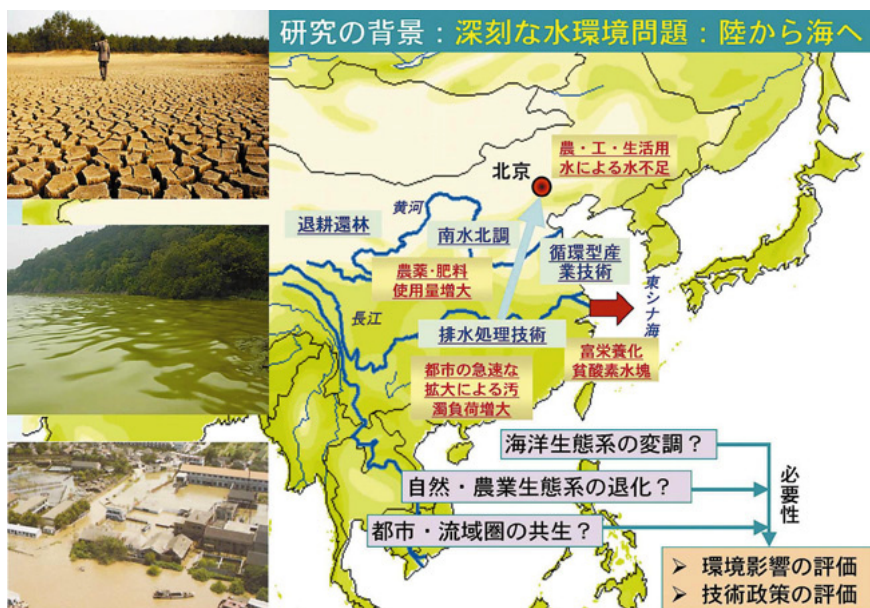 研究の背景：深刻な水環境問題：陸から海へ
北京
農・工・生活用
水による水不足
黄河
退耕還林
南水北調
循環型産
業技術
農薬・肥料
使用量増大
東シナ海
長江
排水処理技術
富栄養化
貧酸素水塊
都市の急速な
拡大による汚
濁負荷増大
海洋生態系の変調？
自然・農業生態系の退化？
都市・流域圏の共生？
必要性
➢ 環境影響の評価
➢ 技術政策の評価